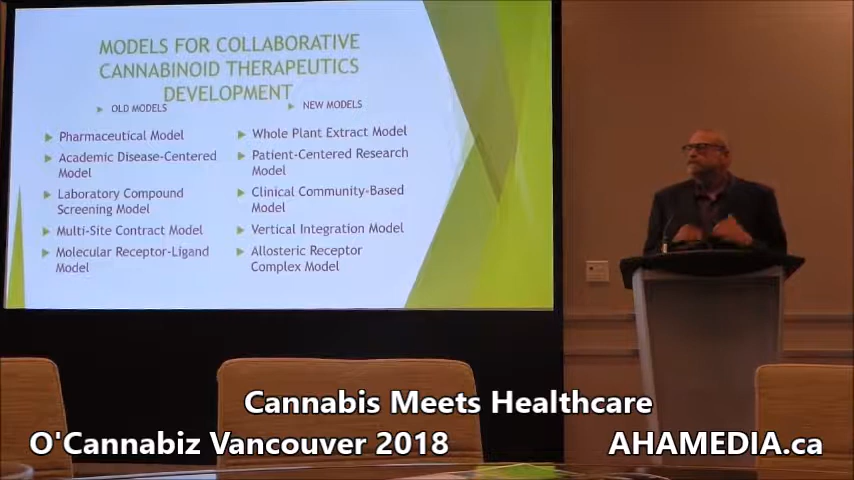 MODELS FOR COLLABORATIVE
CANNABINOID THERAPEUTICS
DEVELOPMENT
OLD MODELS
Pharmaceutical Model
Academic Disease-Centered
Model
Laboratory Compound
Screening Model
Multi-Site Contract Model
Molecular Receptor-Ligand
Model
NEW MODELS
Whole Plant Extract Model
Patient-Centered Research
Model
Clinical Community-Based
Model
Vertical Integration Model
Allosteric Receptor
Complex Model
Cannabis Meets Healthcare
O'Cannabiz Vancouver 2018
AHAMEDIA.ca